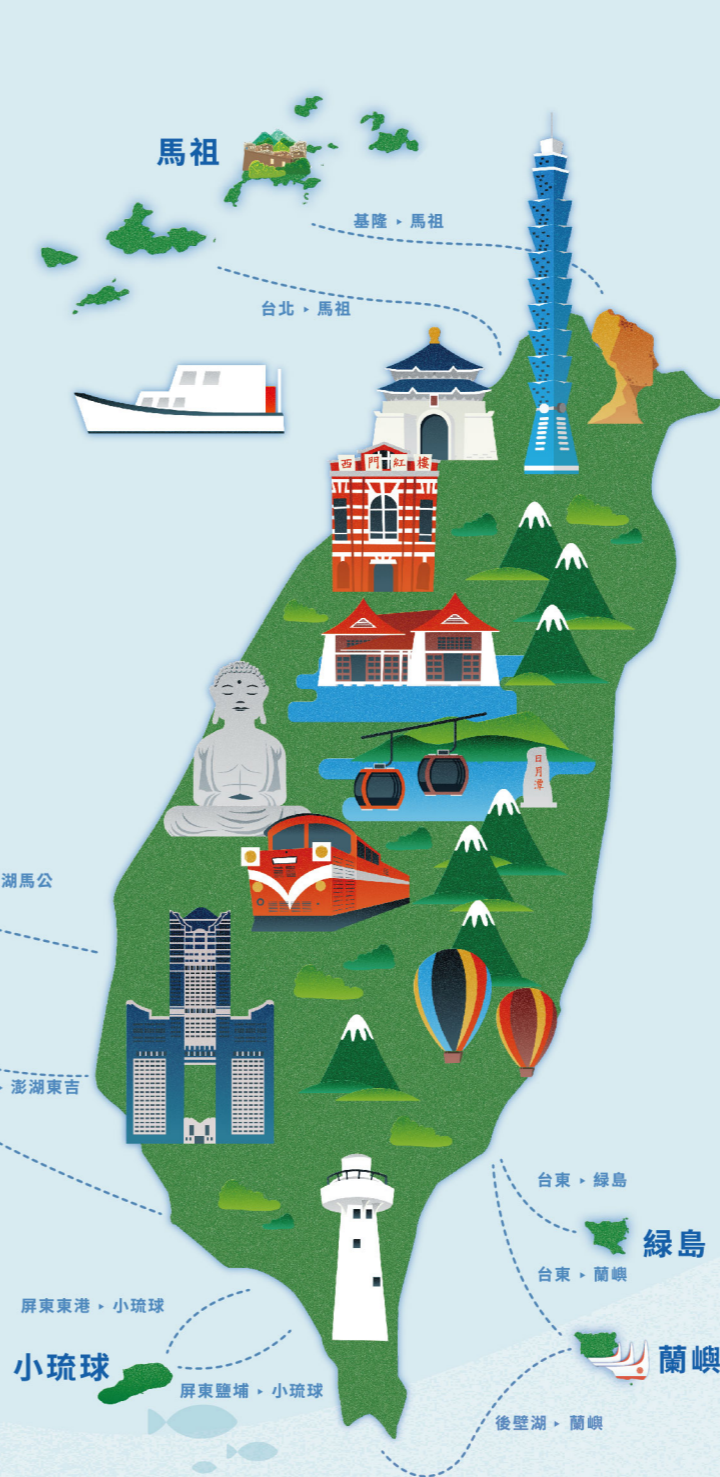 馬祖
基隆 ▸ 馬祖
台北 ▸ 馬祖
西門紅樓
日月潭
湖馬公
▸ 澎湖東吉
台東 ▸ 緑島
緑島
台東 ▸ 蘭嶼
屏東東港 ▸ 小琉球
小琉球
蘭嶼
屏東鹽埔 ▸ 小琉球
後壁湖 ▸ 蘭嶼